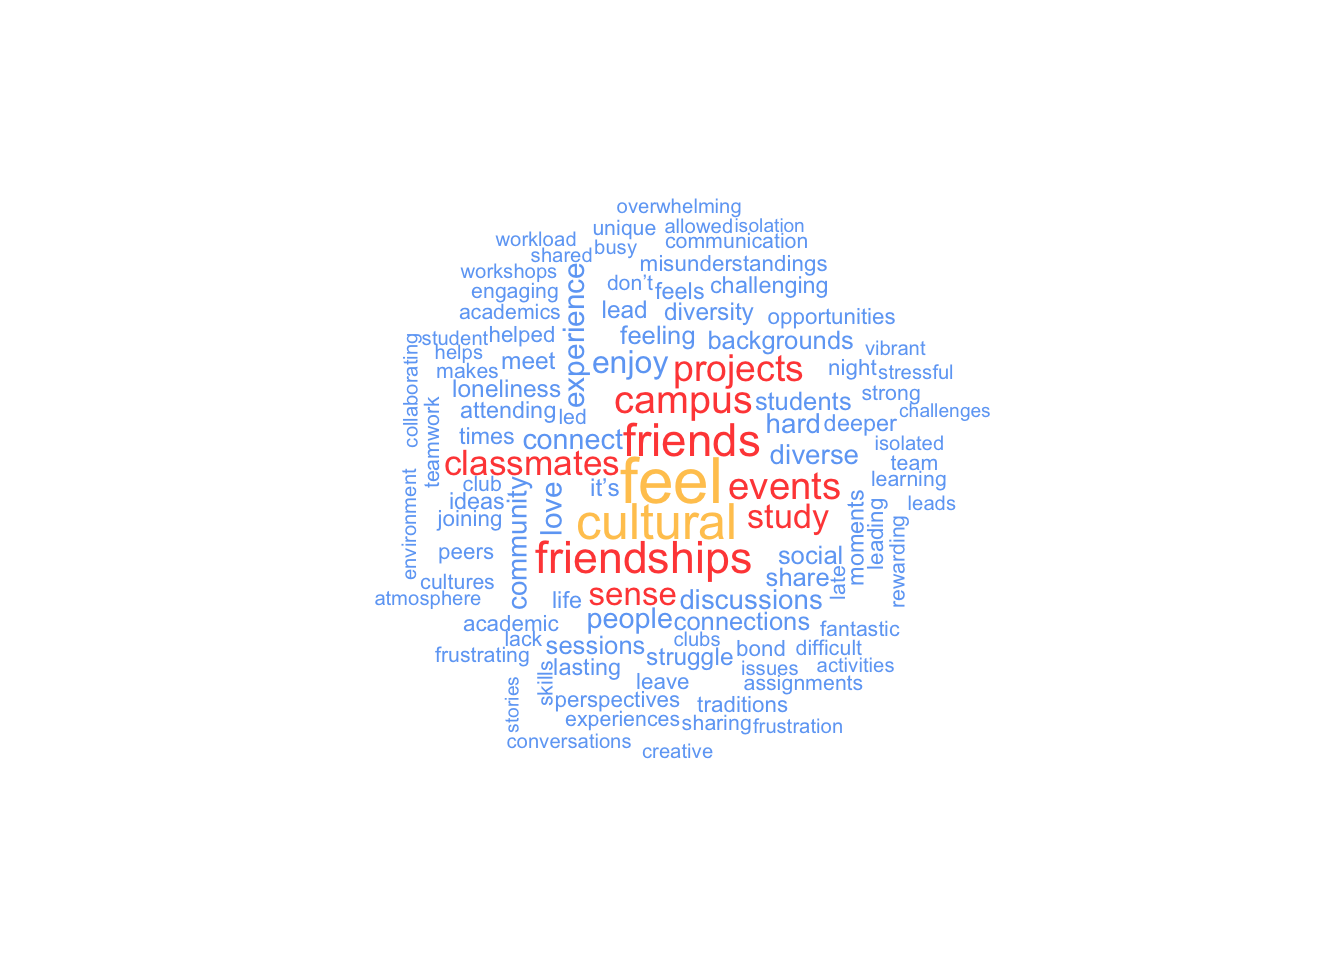 overwhelming
unique allowed isolation
workload shared busy communication
workshops don’t misunderstandings
engaging feels challenging
academics experience lead diversity opportunities
student helped feeling backgrounds
helps makes meet enjoy projects vibrant
collaborating loneliness night stressful
attending led campus students strong
teamwork times connect friends hard deeper challenges
classmates feel diverse isolated
club it’s events team
ideas love learning
joining community cultural study moments leading leads
environment peers friendships social rewarding
cultures share late
atmosphere life sense discussions
academic people connections fantastic
lack sessions clubs bond difficult
frustrating lasting struggle issues activities
skills leave assignments
stories perspectives traditions
experiences sharing frustration
conversations creative